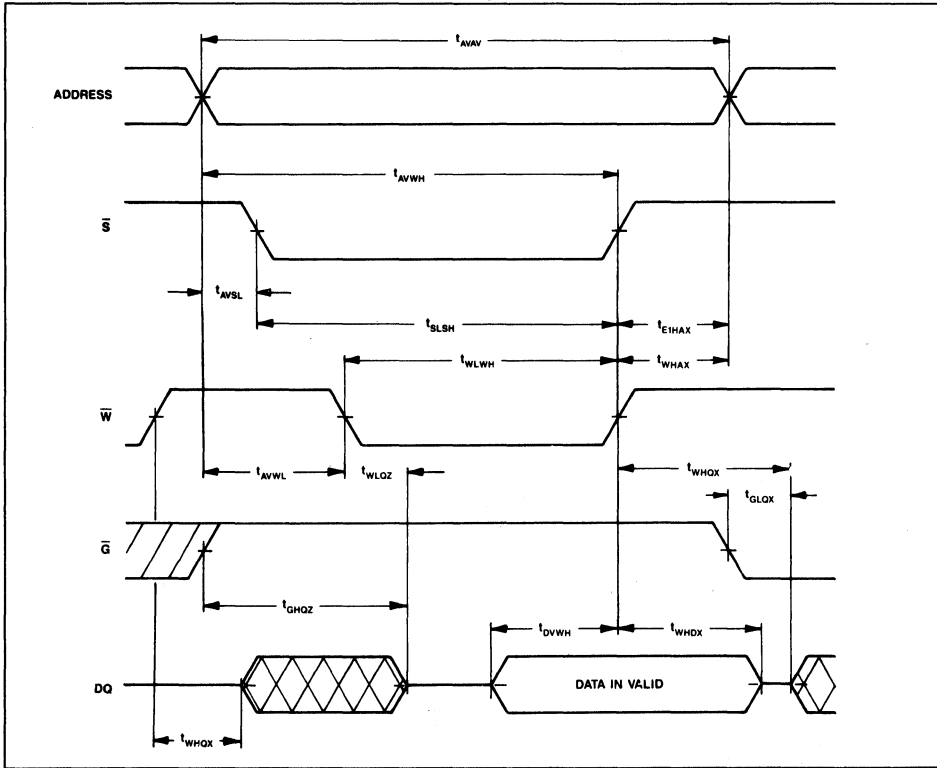 tAVAV
ADDRESS
tAVWH
S̅
tAVSL
tSLSH
tE1HAX
tWLWH
tWHAX
W̅
tAVWL
tWLQZ
tWHQX
tGLQX
G̅
tGHQZ
tDVWH
tWHDX
DQ
DATA IN VALID
tWHQX